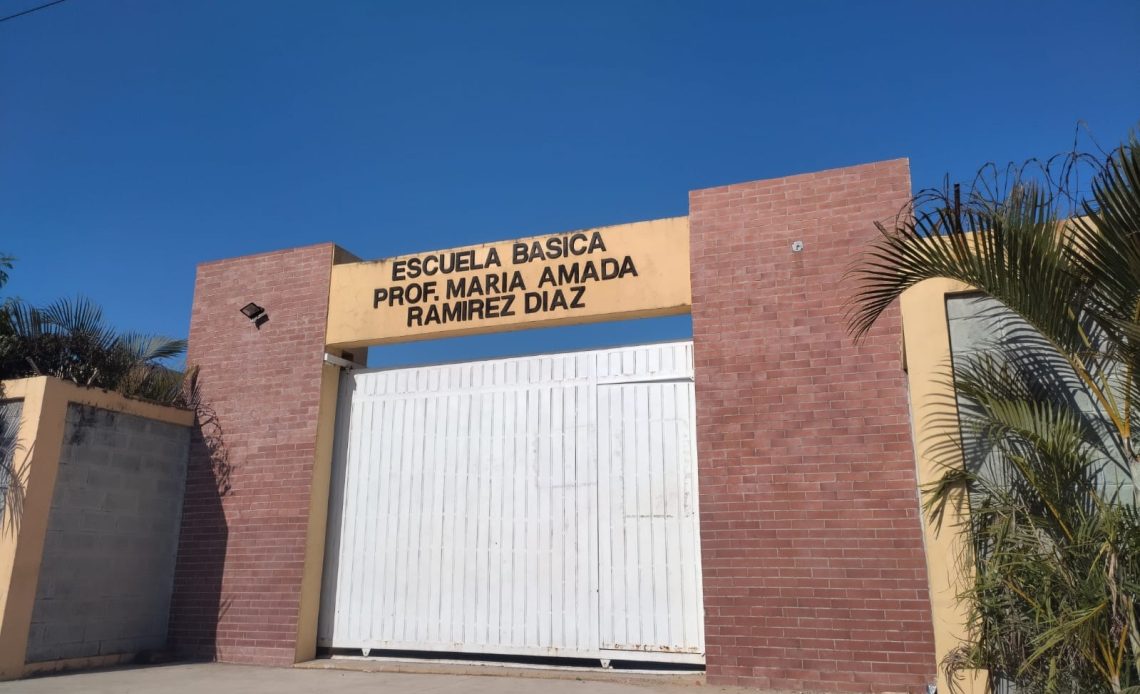 ESCUELA BASICA
PROF. MARIA AMADA
RAMIREZ DIAZ